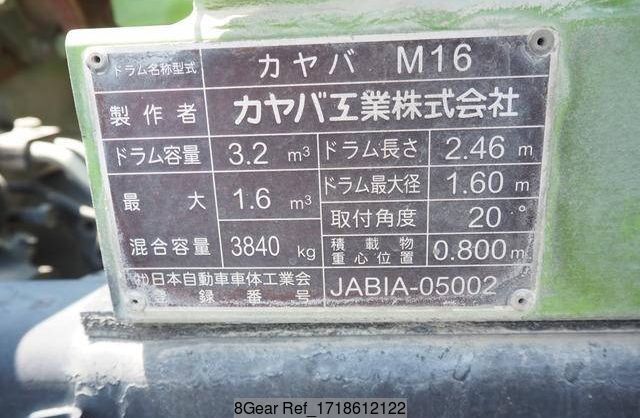 ドラム名称型式 カヤバ M16
製作者 カヤバ工業株式会社
ドラム容量 3.2 m³ ドラム長さ 2.46 m
最大 1.6 m³ ドラム最大径 1.60 m
混合容量 3840 kg 取付角度 20°
積載物重心位置 0.800 m
㈳日本自動車車体工業会
登録番号 JABIA-05002
8Gear Ref_1718612122